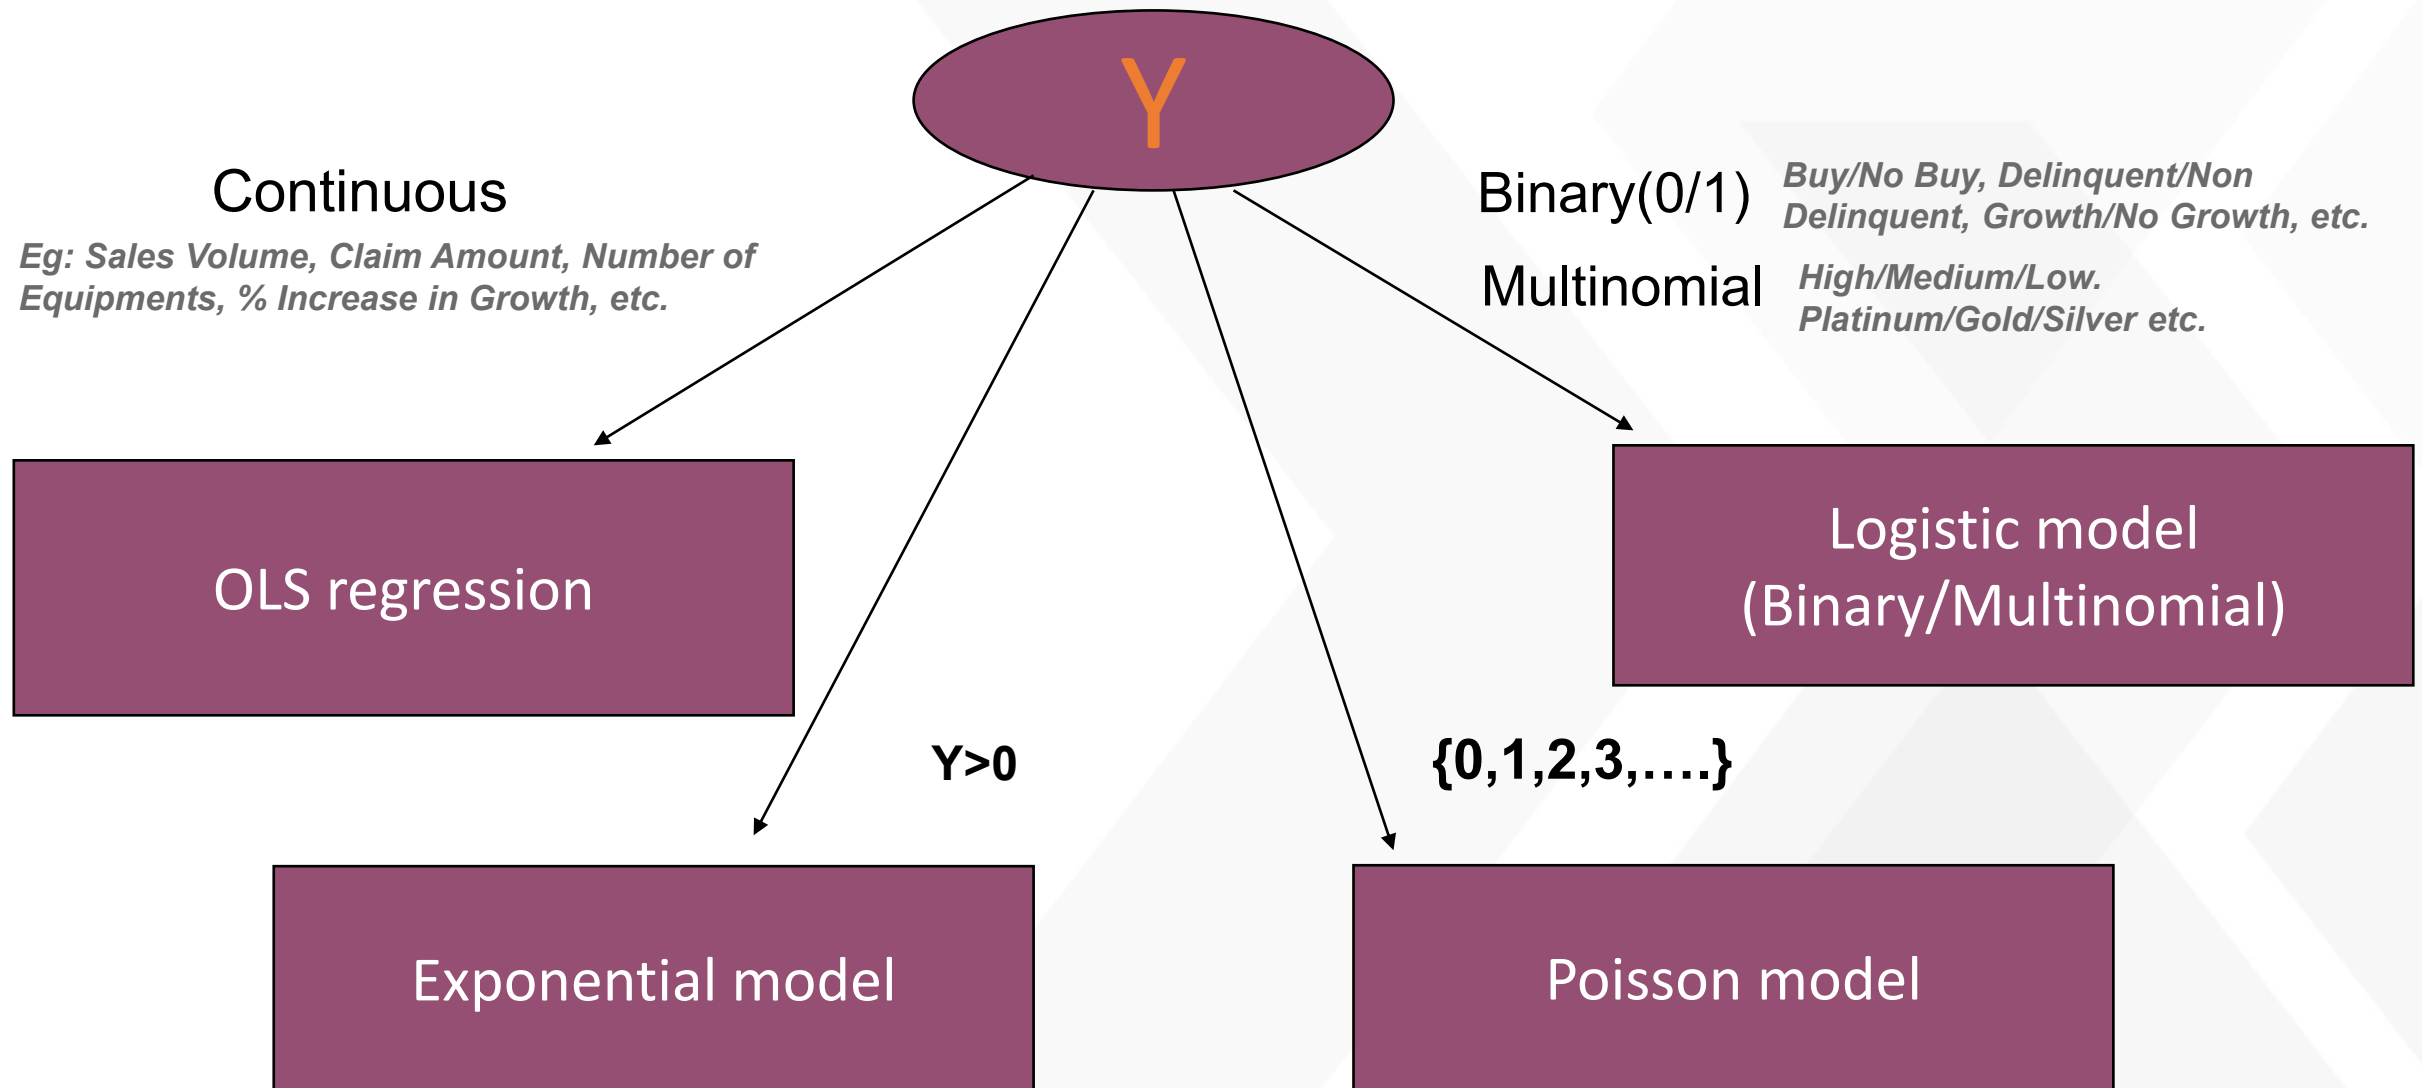 Y
Continuous
Eg: Sales Volume, Claim Amount, Number of
Equipments, % Increase in Growth, etc.
Binary(0/1)
Buy/No Buy, Delinquent/Non
Delinquent, Growth/No Growth, etc.
Multinomial
High/Medium/Low.
Platinum/Gold/Silver etc.
OLS regression
Logistic model
(Binary/Multinomial)
Y>0
{0,1,2,3,....}
Exponential model
Poisson model